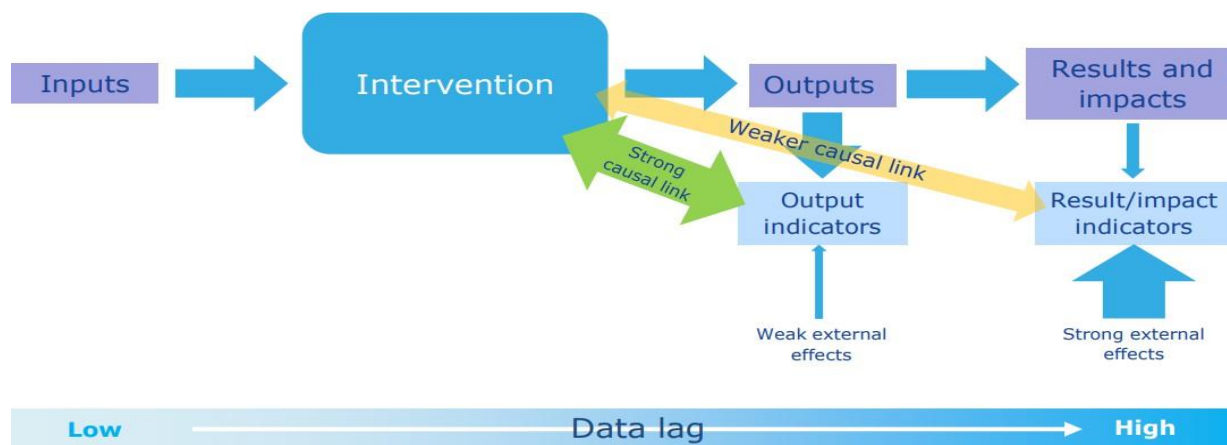 Inputs
Intervention
Outputs
Results and
impacts
Weaker causal link
Strong
causal link
Output
indicators
Result/impact
indicators
Weak external
effects
Strong external
effects
Low
Data lag
High